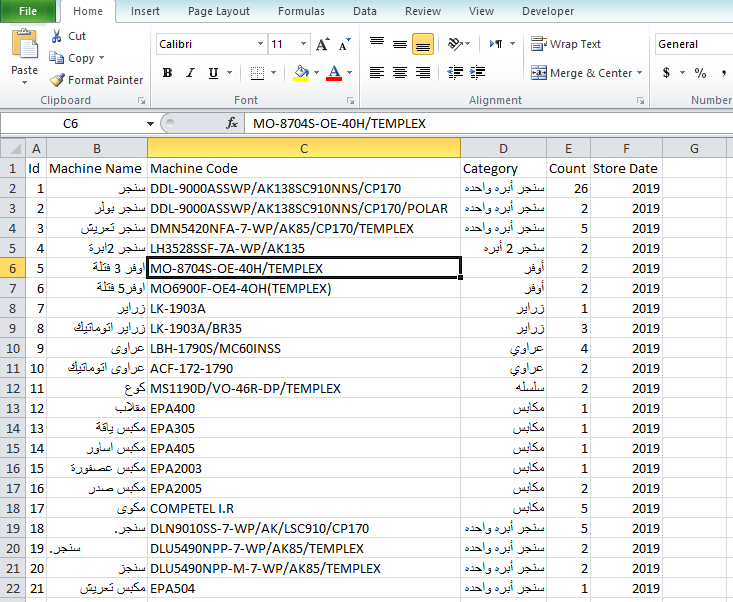 File Home Insert Page Layout Formulas Data Review View Developer
Cut
Copy
Format Painter
Paste
Clipboard
Calibri 11 A A
B I U A
Font
Wrap Text
Merge & Center
Alignment
General
$ % ,
Number
C6 fx MO-8704S-OE-40H/TEMPLEX
A B C D E F G
1 Id Machine Name Machine Code Category Count Store Date
2 1 سنجر DDL-9000ASSWP/AK138SC910NNS/CP170 سنجر أبره واحده 26 2019
3 2 سنجر بولر DDL-9000ASSWP/AK138SC910NNS/CP170/POLAR سنجر أبره واحده 2 2019
4 3 سنجر تعريش DMN5420NFA-7-WP/AK85/CP170/TEMPLEX سنجر أبره واحده 5 2019
5 4 سنجر 2ابرة LH3528SSF-7A-WP/AK135 سنجر 2 أبره 2 2019
6 5 اوفر 3 فتلة MO-8704S-OE-40H/TEMPLEX أوفر 2 2019
7 6 اوفر5 فتلة MO6900F-OE4-4OH(TEMPLEX) أوفر 2 2019
8 7 زراير LK-1903A زراير 1 2019
9 8 زراير اتوماتيك LK-1903A/BR35 زراير 3 2019
10 9 عراوى LBH-1790S/MC60INSS عراوي 4 2019
11 10 عراوى اتوماتيك ACF-172-1790 عراوي 2 2019
12 11 كوع MS1190D/VO-46R-DP/TEMPLEX سلسله 2 2019
13 12 مقلاب EPA400 مكابس 1 2019
14 13 مكبس ياقة EPA305 مكابس 1 2019
15 14 مكبس اساور EPA405 مكابس 1 2019
16 15 مكبس عصفورة EPA2003 مكابس 1 2019
17 16 مكبس صدر EPA2005 مكابس 2 2019
18 17 مكوى COMPETEL I.R مكابس 5 2019
19 18 سنجر. DLN9010SS-7-WP/AK/LSC910/CP170 سنجر أبره واحده 5 2019
20 19 سنجر. DLU5490NPP-7-WP/AK85/TEMPLEX سنجر أبره واحده 2 2019
21 20 سنجز DLU5490NPP-M-7-WP/AK85/TEMPLEX سنجر أبره واحده 2 2019
22 21 مكبس تعريش EPA504 سنجر أبره واحده 1 2019